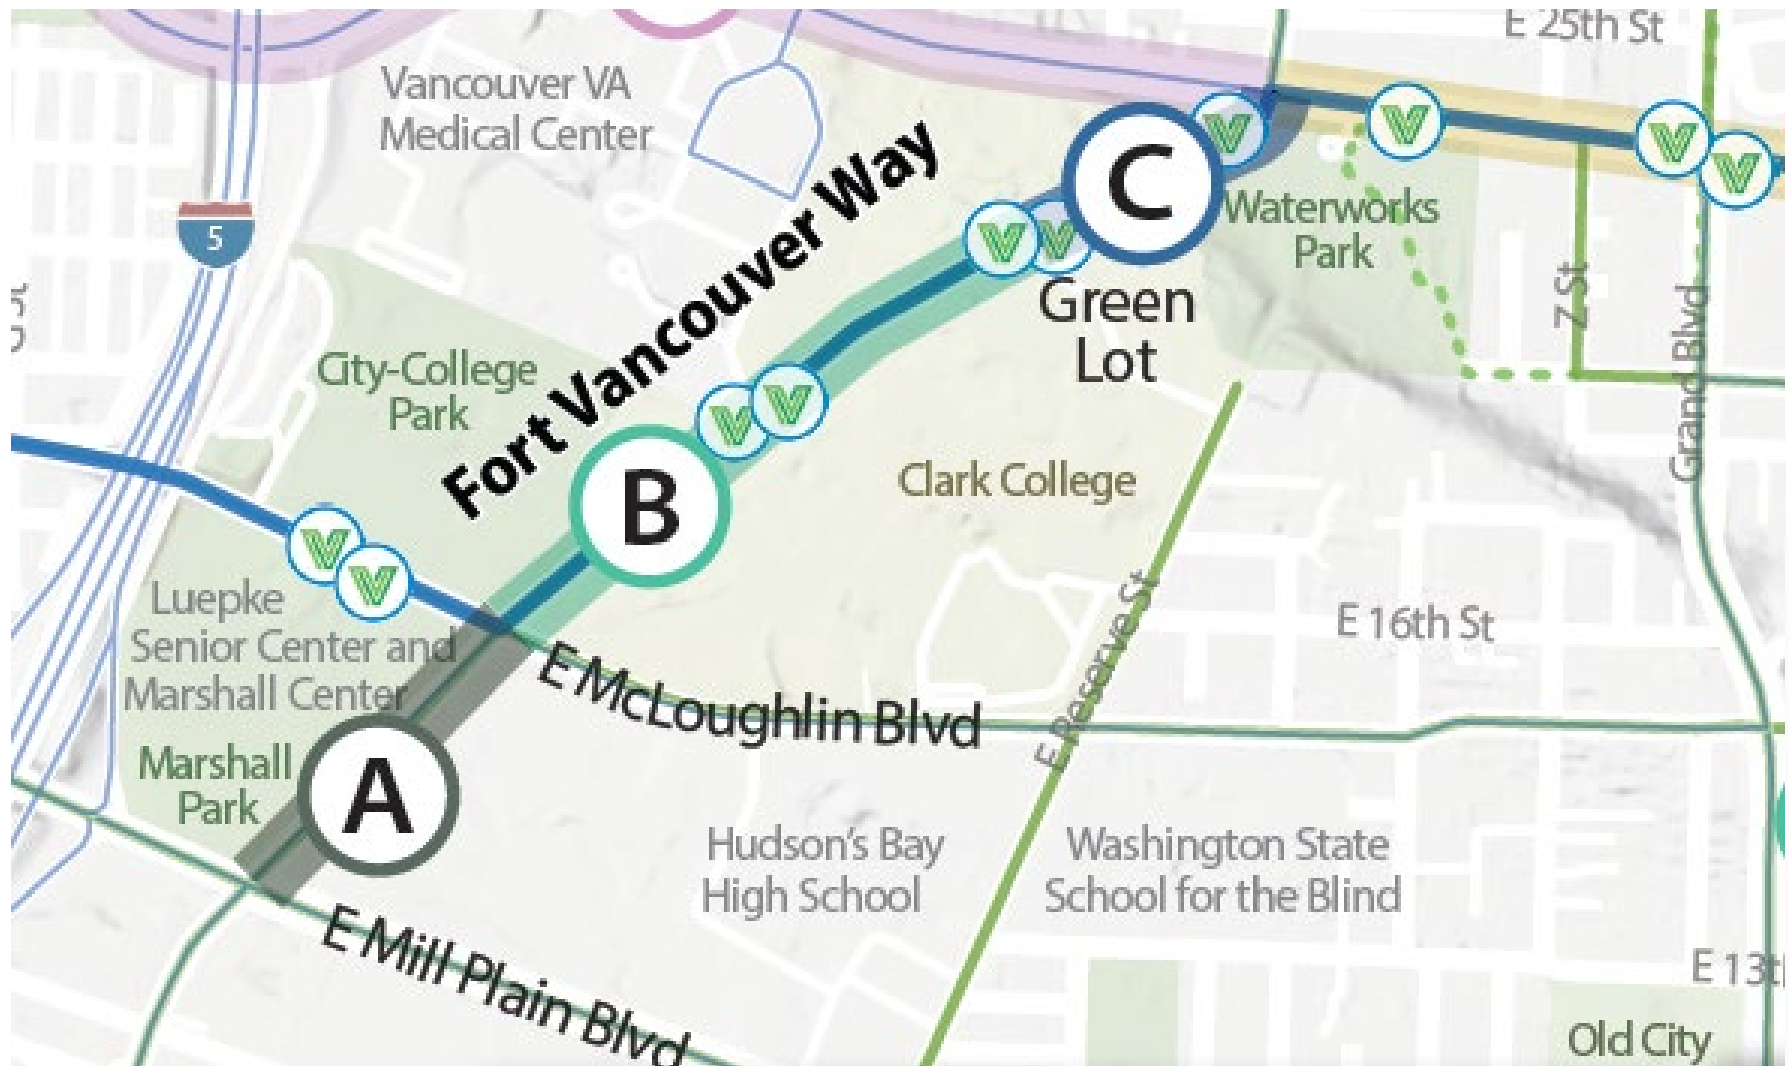 E 25th St
Vancouver VA
Medical Center
5
C
Waterworks
Park
Fort Vancouver Way
Green
Lot
Z St
Grand Blvd
City-College
Park
B
Clark College
Luepke
Senior Center and
Marshall Center
E 16th St
E Reserve St
E McLoughlin Blvd
Marshall
Park
A
Hudson's Bay
High School
Washington State
School for the Blind
E Mill Plain Blvd
E 13t
Old City